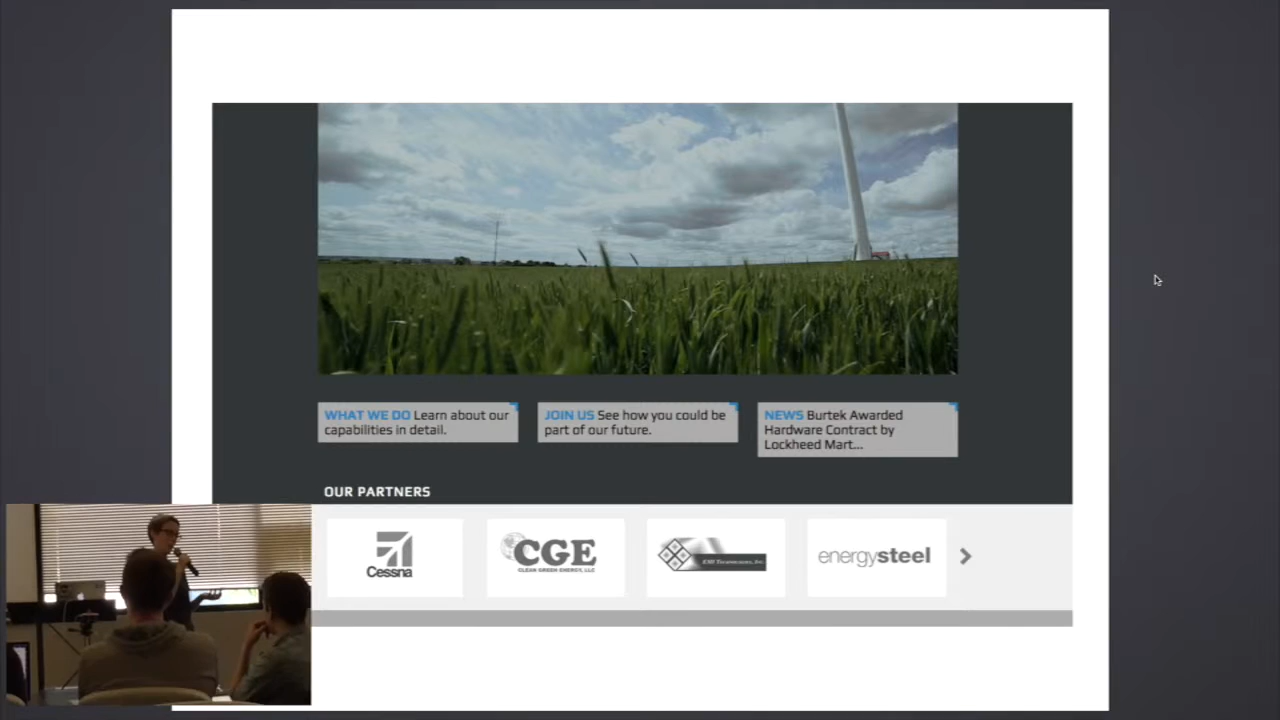 WHAT WE DO Learn about our
capabilities in detail.
JOIN US See how you could be
part of our future.
NEWS Burtek Awarded
Hardware Contract by
Lockheed Mart...
OUR PARTNERS
Cessna
CGE
CLEAN GREEN ENERGY, LLC
energysteel